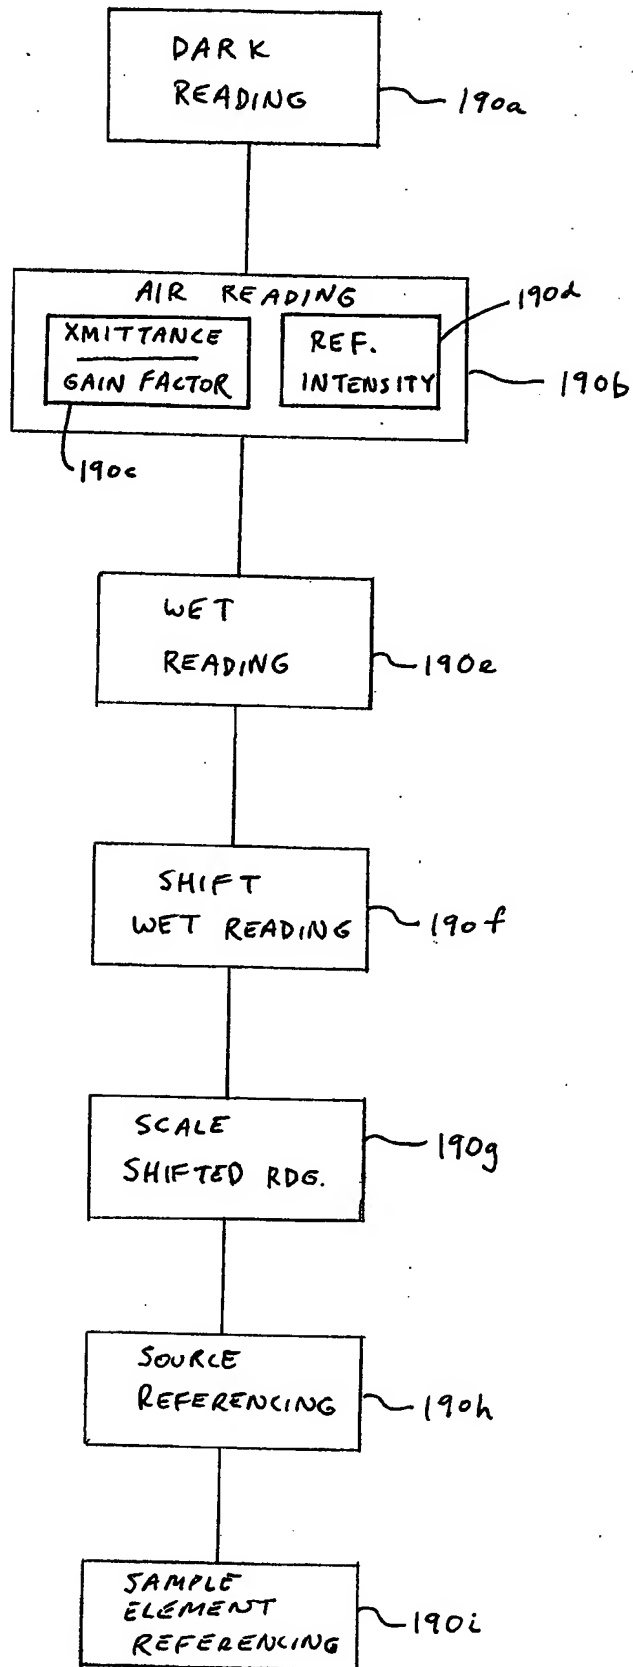 DARK
READING
190a
AIR READING
XMITTANCE
GAIN FACTOR
REF.
INTENSITY
190d
190b
190c
WET
READING
190e
SHIFT
WET READING
190f
SCALE
SHIFTED RDG.
190g
SOURCE
REFERENCING
190h
SAMPLE
ELEMENT
REFERENCING
190i